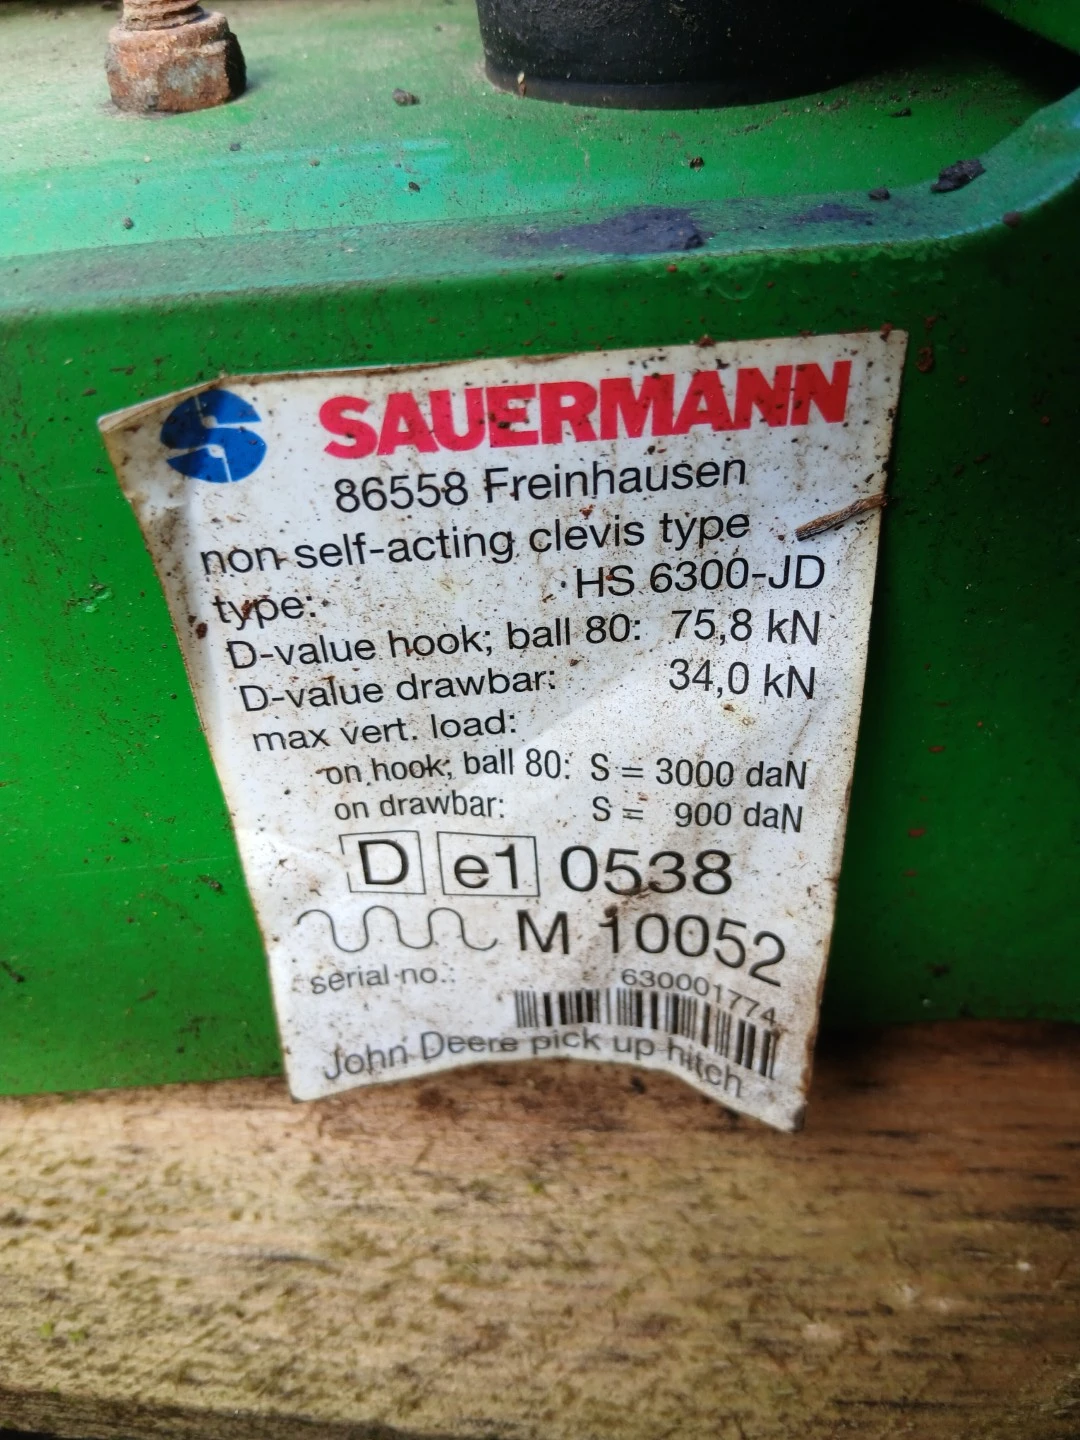 SAUERMANN
86558 Freinhausen
non self-acting clevis type
type: HS 6300-JD
D-value hook; ball 80: 75,8 kN
D-value drawbar: 34,0 kN
max vert. load:
on hook; ball 80: S = 3000 daN
on drawbar: S = 900 daN
D e1 0538
M 10052
serial no.: 630001774
John Deere pick up hitch